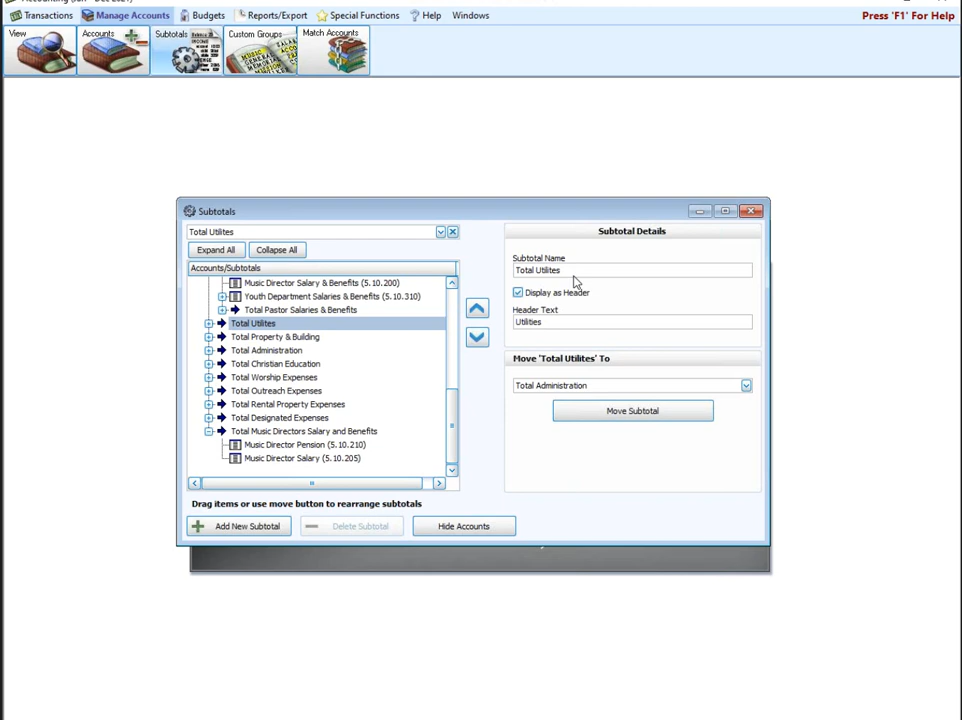 Transactions Manage Accounts Budgets Reports/Export Special Functions Help Windows Press 'F1' For Help
View Accounts Subtotals Custom Groups Match Accounts
Subtotals
Total Utilites
Expand All Collapse All
Accounts/Subtotals
Music Director Salary & Benefits (5.10.200)
Youth Department Salaries & Benefits (5.10.310)
Total Pastor Salaries & Benefits
Total Utilites
Total Property & Building
Total Administration
Total Christian Education
Total Worship Expenses
Total Outreach Expenses
Total Rental Property Expenses
Total Designated Expenses
Total Music Directors Salary and Benefits
Music Director Pension (5.10.210)
Music Director Salary (5.10.205)
Drag items or use move button to rearrange subtotals
Add New Subtotal Delete Subtotal Hide Accounts
Subtotal Details
Subtotal Name
Total Utilites
Display as Header
Header Text
Utilities
Move 'Total Utilites' To
Total Administration
Move Subtotal